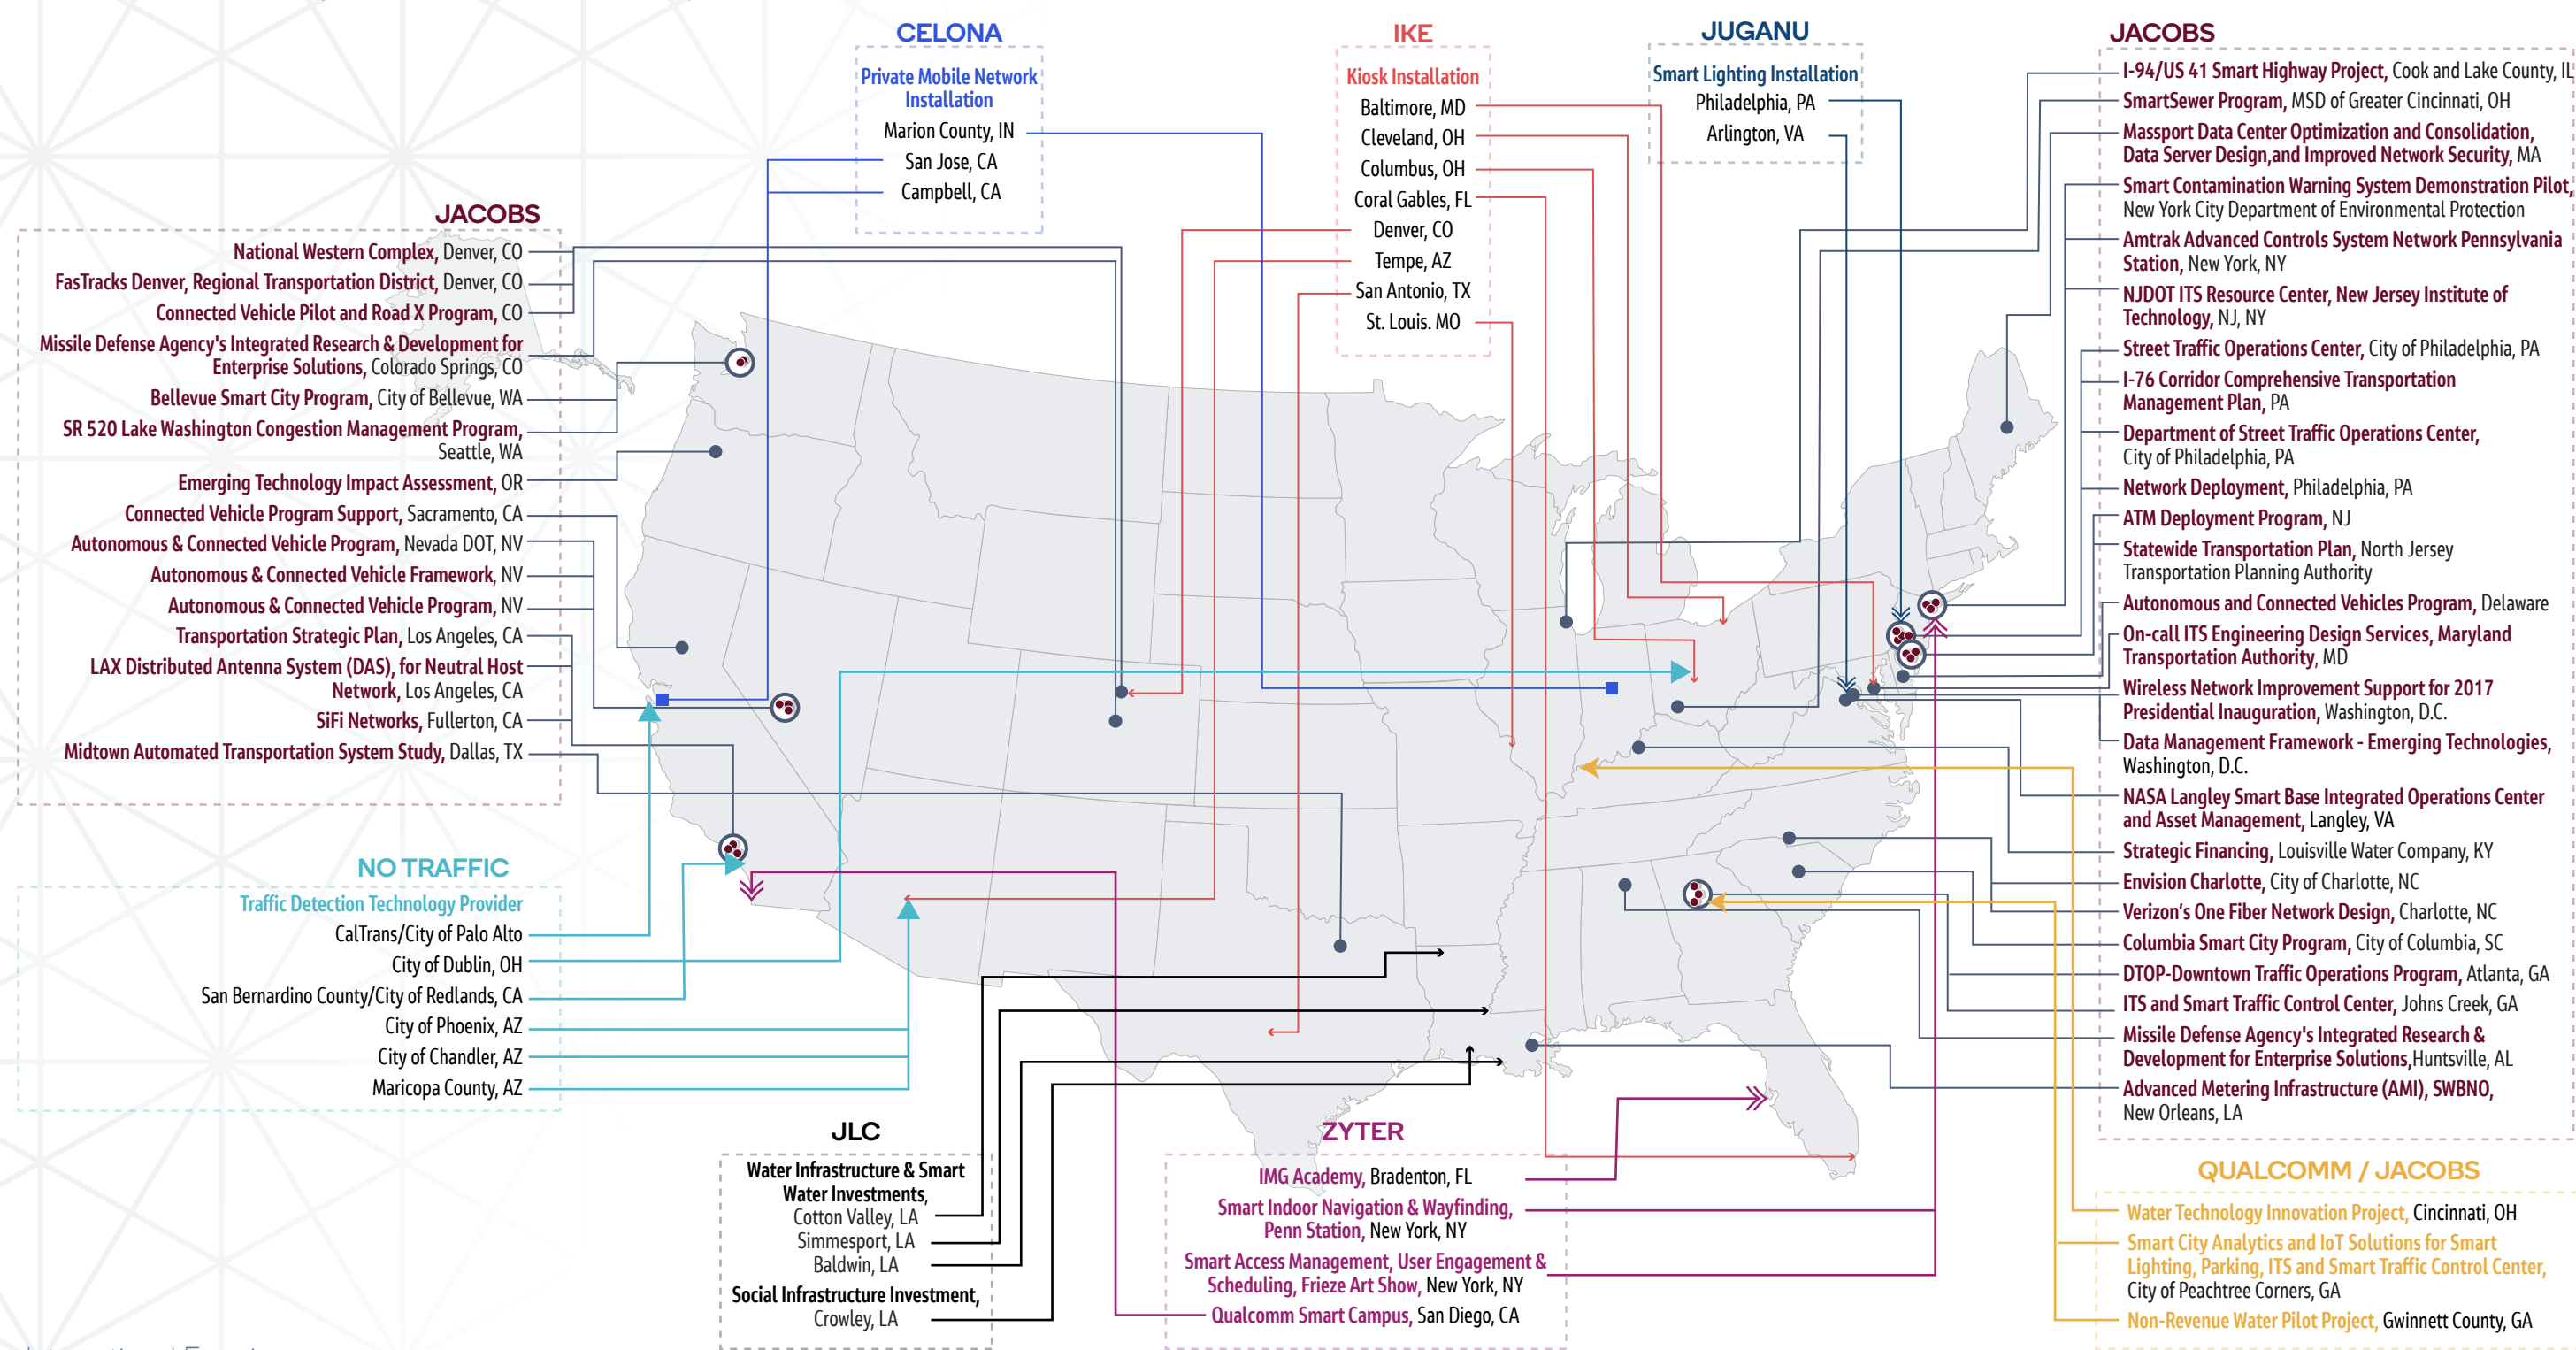 CELONA
Private Mobile Network
Installation
Marion County, IN
San Jose, CA
Campbell, CA
IKE
Kiosk Installation
Baltimore, MD
Cleveland, OH
Columbus, OH
Coral Gables, FL
Denver, CO
Tempe, AZ
San Antonio, TX
St. Louis. MO
JUGANU
Smart Lighting Installation
Philadelphia, PA
Arlington, VA
JACOBS
I-94/US 41 Smart Highway Project, Cook and Lake County, IL
SmartSewer Program, MSD of Greater Cincinnati, OH
Massport Data Center Optimization and Consolidation,
Data Server Design,and Improved Network Security, MA
Smart Contamination Warning System Demonstration Pilot,
New York City Department of Environmental Protection
Amtrak Advanced Controls System Network Pennsylvania
Station, New York, NY
NJDOT ITS Resource Center, New Jersey Institute of
Technology, NJ, NY
Street Traffic Operations Center, City of Philadelphia, PA
I-76 Corridor Comprehensive Transportation
Management Plan, PA
Department of Street Traffic Operations Center,
City of Philadelphia, PA
Network Deployment, Philadelphia, PA
ATM Deployment Program, NJ
Statewide Transportation Plan, North Jersey
Transportation Planning Authority
Autonomous and Connected Vehicles Program, Delaware
On-call ITS Engineering Design Services, Maryland
Transportation Authority, MD
Wireless Network Improvement Support for 2017
Presidential Inauguration, Washington, D.C.
Data Management Framework - Emerging Technologies,
Washington, D.C.
NASA Langley Smart Base Integrated Operations Center
and Asset Management, Langley, VA
Strategic Financing, Louisville Water Company, KY
Envision Charlotte, City of Charlotte, NC
Verizon's One Fiber Network Design, Charlotte, NC
Columbia Smart City Program, City of Columbia, SC
DTOP-Downtown Traffic Operations Program, Atlanta, GA
ITS and Smart Traffic Control Center, Johns Creek, GA
Missile Defense Agency's Integrated Research &
Development for Enterprise Solutions,Huntsville, AL
Advanced Metering Infrastructure (AMI), SWBNO,
New Orleans, LA
JACOBS
National Western Complex, Denver, CO
FasTracks Denver, Regional Transportation District, Denver, CO
Connected Vehicle Pilot and Road X Program, CO
Missile Defense Agency's Integrated Research & Development for
Enterprise Solutions, Colorado Springs, CO
Bellevue Smart City Program, City of Bellevue, WA
SR 520 Lake Washington Congestion Management Program,
Seattle, WA
Emerging Technology Impact Assessment, OR
Connected Vehicle Program Support, Sacramento, CA
Autonomous & Connected Vehicle Program, Nevada DOT, NV
Autonomous & Connected Vehicle Framework, NV
Autonomous & Connected Vehicle Program, NV
Transportation Strategic Plan, Los Angeles, CA
LAX Distributed Antenna System (DAS), for Neutral Host
Network, Los Angeles, CA
SiFi Networks, Fullerton, CA
Midtown Automated Transportation System Study, Dallas, TX
NO TRAFFIC
Traffic Detection Technology Provider
CalTrans/City of Palo Alto
City of Dublin, OH
San Bernardino County/City of Redlands, CA
City of Phoenix, AZ
City of Chandler, AZ
Maricopa County, AZ
JLC
Water Infrastructure & Smart
Water Investments,
Cotton Valley, LA
Simmesport, LA
Baldwin, LA
Social Infrastructure Investment,
Crowley, LA
ZYTER
IMG Academy, Bradenton, FL
Smart Indoor Navigation & Wayfinding,
Penn Station, New York, NY
Smart Access Management, User Engagement &
Scheduling, Frieze Art Show, New York, NY
Qualcomm Smart Campus, San Diego, CA
QUALCOMM / JACOBS
Water Technology Innovation Project, Cincinnati, OH
Smart City Analytics and IoT Solutions for Smart
Lighting, Parking, ITS and Smart Traffic Control Center,
City of Peachtree Corners, GA
Non-Revenue Water Pilot Project, Gwinnett County, GA